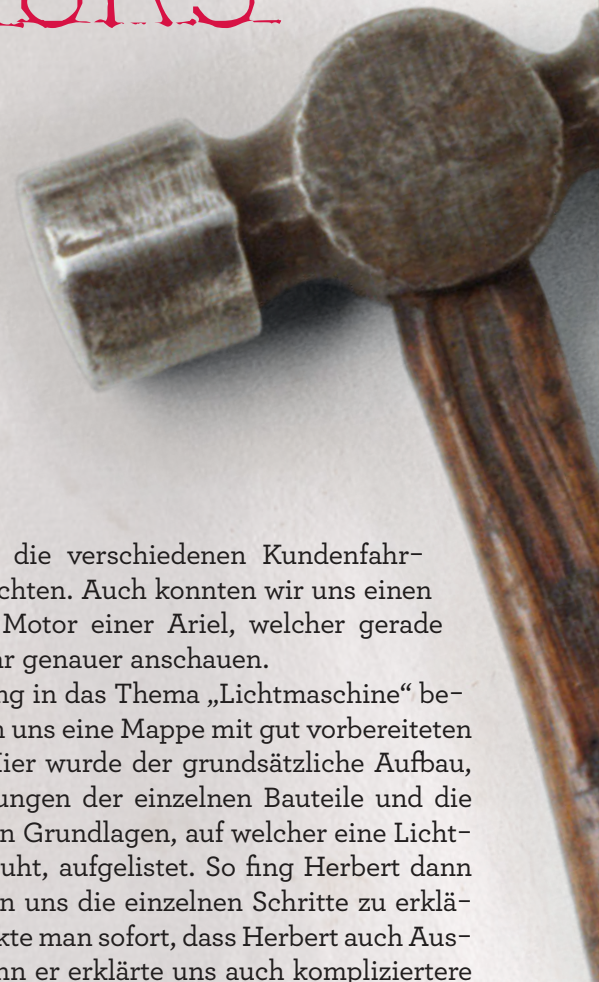 die verschiedenen Kundenfahr-
chten. Auch konnten wir uns einen
Motor einer Ariel, welcher gerade
hr genauer anschauen.
ng in das Thema „Lichtmaschine“ be-
n uns eine Mappe mit gut vorbereiteten
Hier wurde der grundsätzliche Aufbau,
ungen der einzelnen Bauteile und die
n Grundlagen, auf welcher eine Licht-
uht, aufgelistet. So fing Herbert dann
n uns die einzelnen Schritte zu erklä-
kte man sofort, dass Herbert auch Aus-
nn er erklärte uns auch kompliziertere